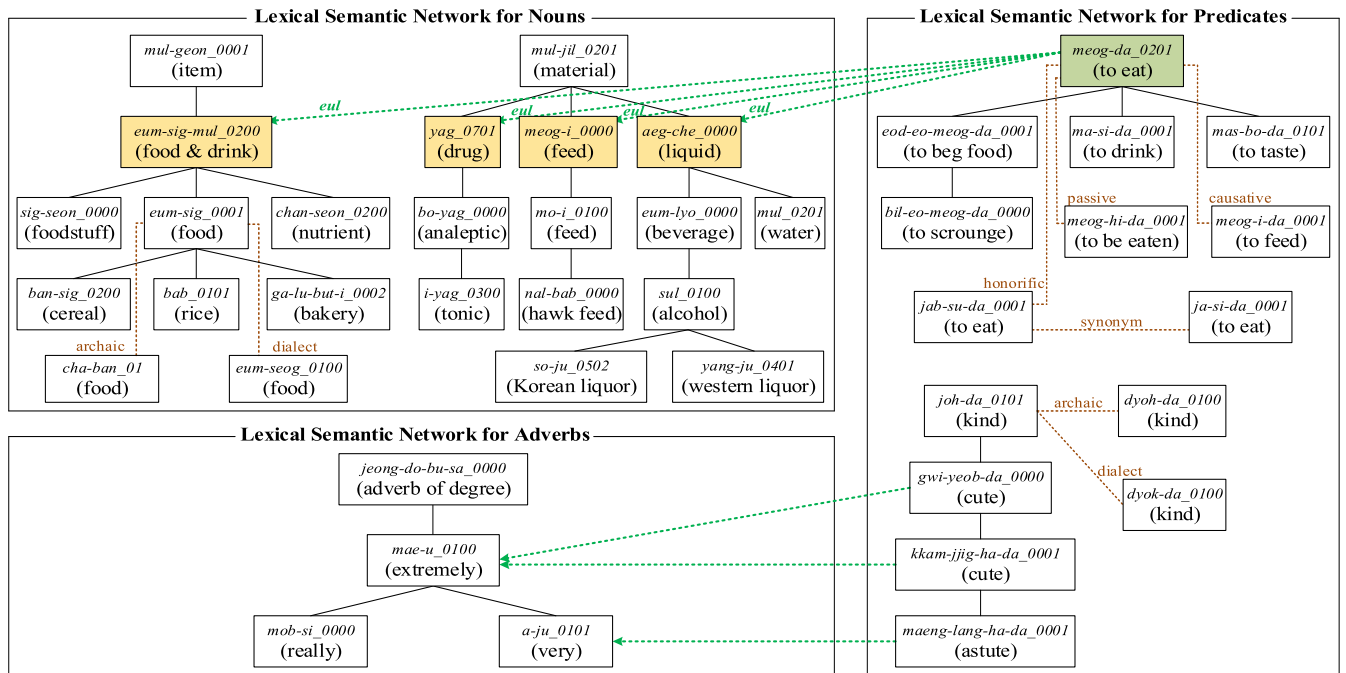 Lexical Semantic Network for Nouns
mul-geon_0001
(item)
mul-jil_0201
(material)
eul
eul
eul
eul
eum-sig-mul_0200
(food & drink)
yag_0701
(drug)
meog-i_0000
(feed)
aeg-che_0000
(liquid)
sig-seon_0000
(foodstuff)
eum-sig_0001
(food)
chan-seon_0200
(nutrient)
bo-yag_0000
(analeptic)
mo-i_0100
(feed)
eum-lyo_0000
(beverage)
mul_0201
(water)
ban-sig_0200
(cereal)
bab_0101
(rice)
ga-lu-but-i_0002
(bakery)
i-yag_0300
(tonic)
nal-bab_0000
(hawk feed)
sul_0100
(alcohol)
archaic
dialect
cha-ban_01
(food)
eum-seog_0100
(food)
so-ju_0502
(Korean liquor)
yang-ju_0401
(western liquor)
Lexical Semantic Network for Predicates
meog-da_0201
(to eat)
eod-eo-meog-da_0001
(to beg food)
ma-si-da_0001
(to drink)
mas-bo-da_0101
(to taste)
passive
causative
bil-eo-meog-da_0000
(to scrounge)
meog-hi-da_0001
(to be eaten)
meog-i-da_0001
(to feed)
honorific
jab-su-da_0001
(to eat)
synonym
ja-si-da_0001
(to eat)
joh-da_0101
(kind)
archaic
dyoh-da_0100
(kind)
dialect
gwi-yeob-da_0000
(cute)
dyok-da_0100
(kind)
kkam-jjig-ha-da_0001
(cute)
maeng-lang-ha-da_0001
(astute)
Lexical Semantic Network for Adverbs
jeong-do-bu-sa_0000
(adverb of degree)
mae-u_0100
(extremely)
mob-si_0000
(really)
a-ju_0101
(very)